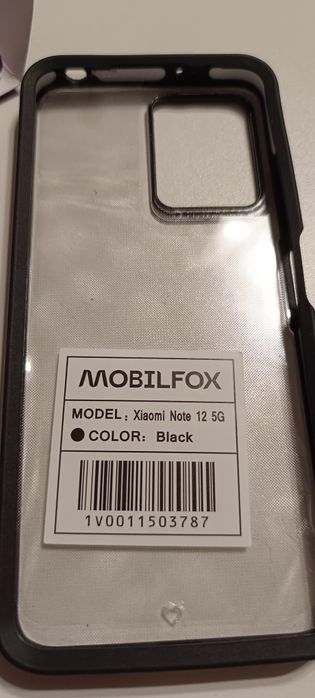 MOBILFOX
MODEL: Xiaomi Note 12 5G
COLOR: Black
1V0011503787